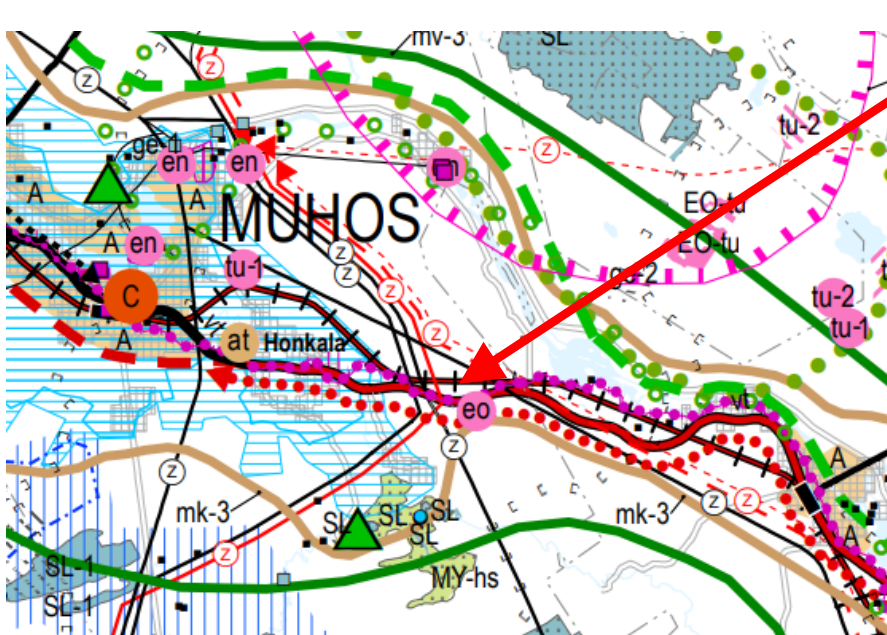 mv-3
SL
z
z
tu-2
ge-1
en
en
z
A
A
EO-tu
MUHOS
A
en
EO-tu
z
tu-1
z
ge-2
C
z
tu-2
z
tu-1
A
vt
at
Honkala
vt
eo
z
A
z
z
z
mk-3
SL
SL
SL
mk-3
SL
A
z
SL-1
MY-hs
SL-1